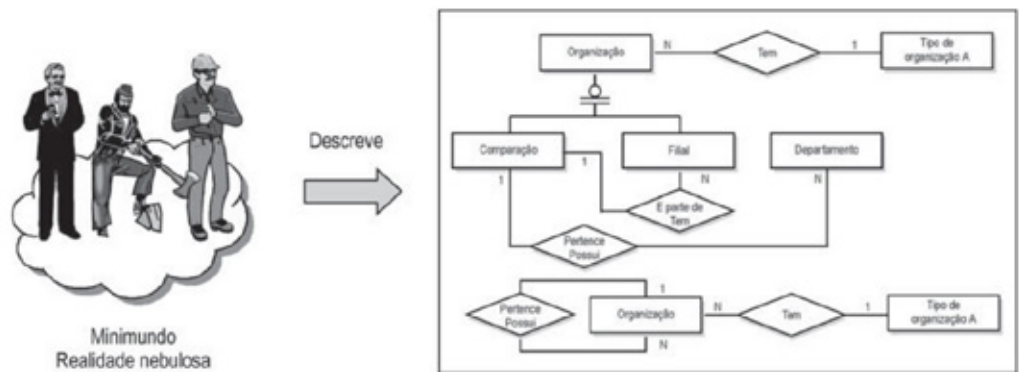 Minimundo
Realidade nebulosa
Descreve
Organização
N
Tem
1
Tipo de
organização A
Comparação
Filial
Departamento
1
1
N
N
E parte de
Tem
Pertence
Possui
Pertence
Possui
1
Organização
N
N
Tem
1
Tipo de
organização A